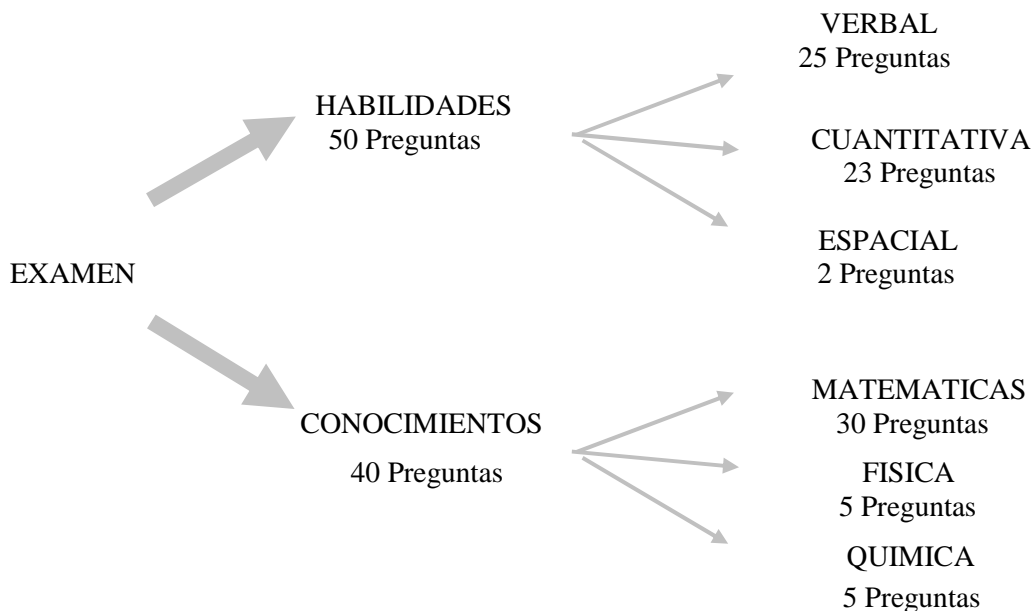 EXAMEN
HABILIDADES
50 Preguntas
VERBAL
25 Preguntas
CUANTITATIVA
23 Preguntas
ESPACIAL
2 Preguntas
CONOCIMIENTOS
40 Preguntas
MATEMATICAS
30 Preguntas
FISICA
5 Preguntas
QUIMICA
5 Preguntas